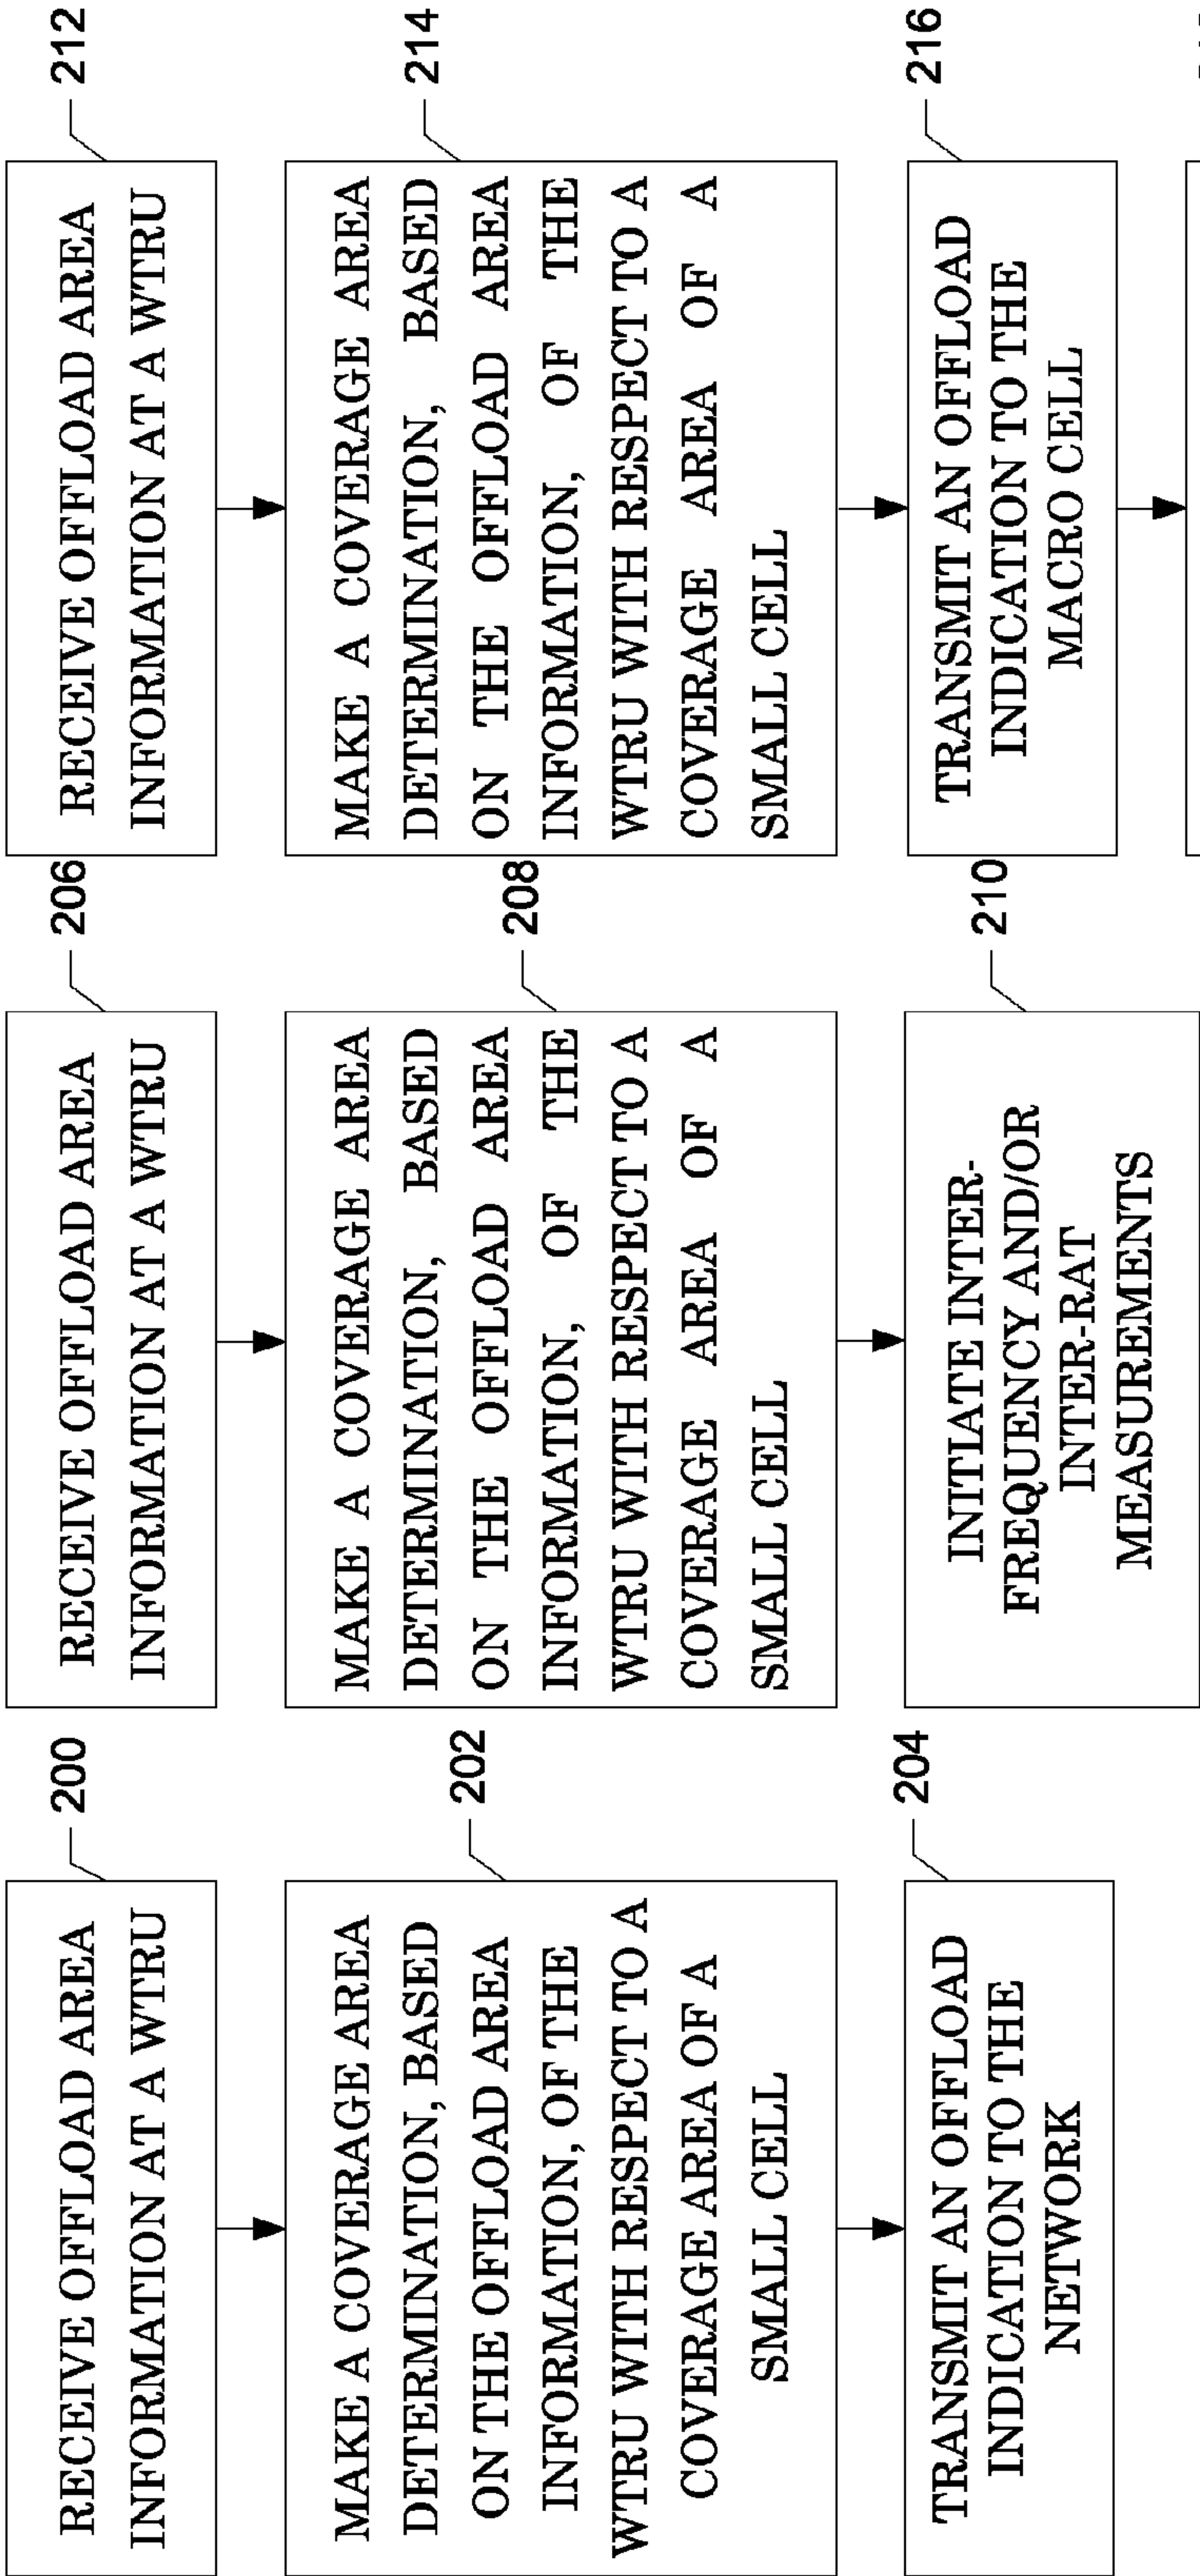 200
RECEIVE OFFLOAD AREA
INFORMATION AT A WTRU
202
MAKE A COVERAGE AREA
DETERMINATION, BASED
ON THE OFFLOAD AREA
INFORMATION, OF THE
WTRU WITH RESPECT TO A
COVERAGE AREA OF A
SMALL CELL
204
TRANSMIT AN OFFLOAD
INDICATION TO THE
NETWORK
206
RECEIVE OFFLOAD AREA
INFORMATION AT A WTRU
208
MAKE A COVERAGE AREA
DETERMINATION, BASED
ON THE OFFLOAD AREA
INFORMATION, OF THE
WTRU WITH RESPECT TO A
COVERAGE AREA OF A
SMALL CELL
210
INITIATE INTER-
FREQUENCY AND/OR
INTER-RAT
MEASUREMENTS
212
RECEIVE OFFLOAD AREA
INFORMATION AT A WTRU
214
MAKE A COVERAGE AREA
DETERMINATION, BASED
ON THE OFFLOAD AREA
INFORMATION, OF THE
WTRU WITH RESPECT TO A
COVERAGE AREA OF A
SMALL CELL
216
TRANSMIT AN OFFLOAD
INDICATION TO THE
MACRO CELL